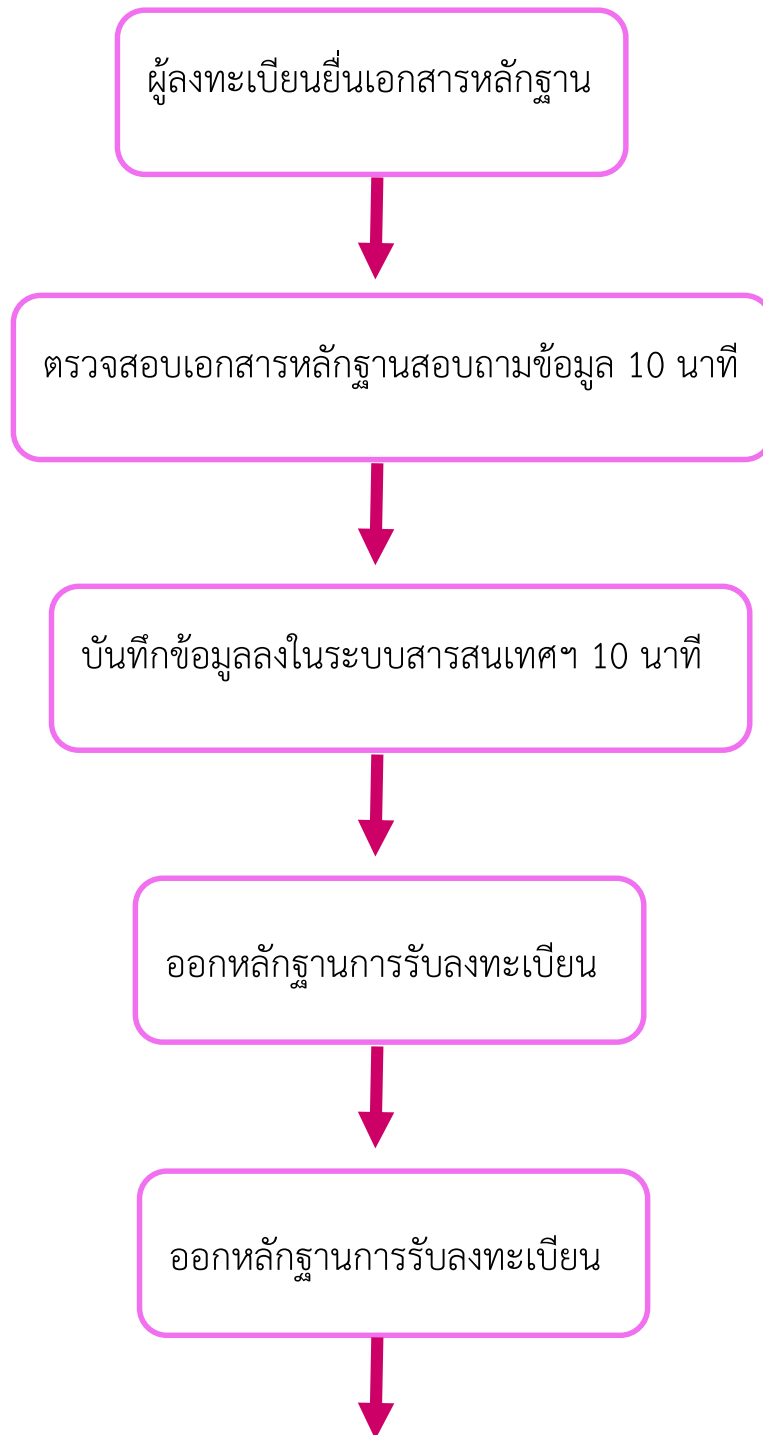 ผู้ลงทะเบียนยื่นเอกสารหลักฐาน
ตรวจสอบเอกสารหลักฐานสอบถามข้อมูล 10 นาที
บันทึกข้อมูลลงในระบบสารสนเทศฯ 10 นาที
ออกหลักฐานการรับลงทะเบียน
ออกหลักฐานการรับลงทะเบียน